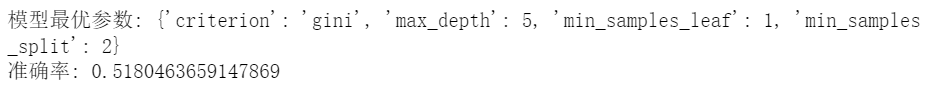 模型最优参数: {'criterion': 'gini', 'max_depth': 5, 'min_samples_leaf': 1, 'min_samples
_split': 2}
准确率: 0.5180463659147869